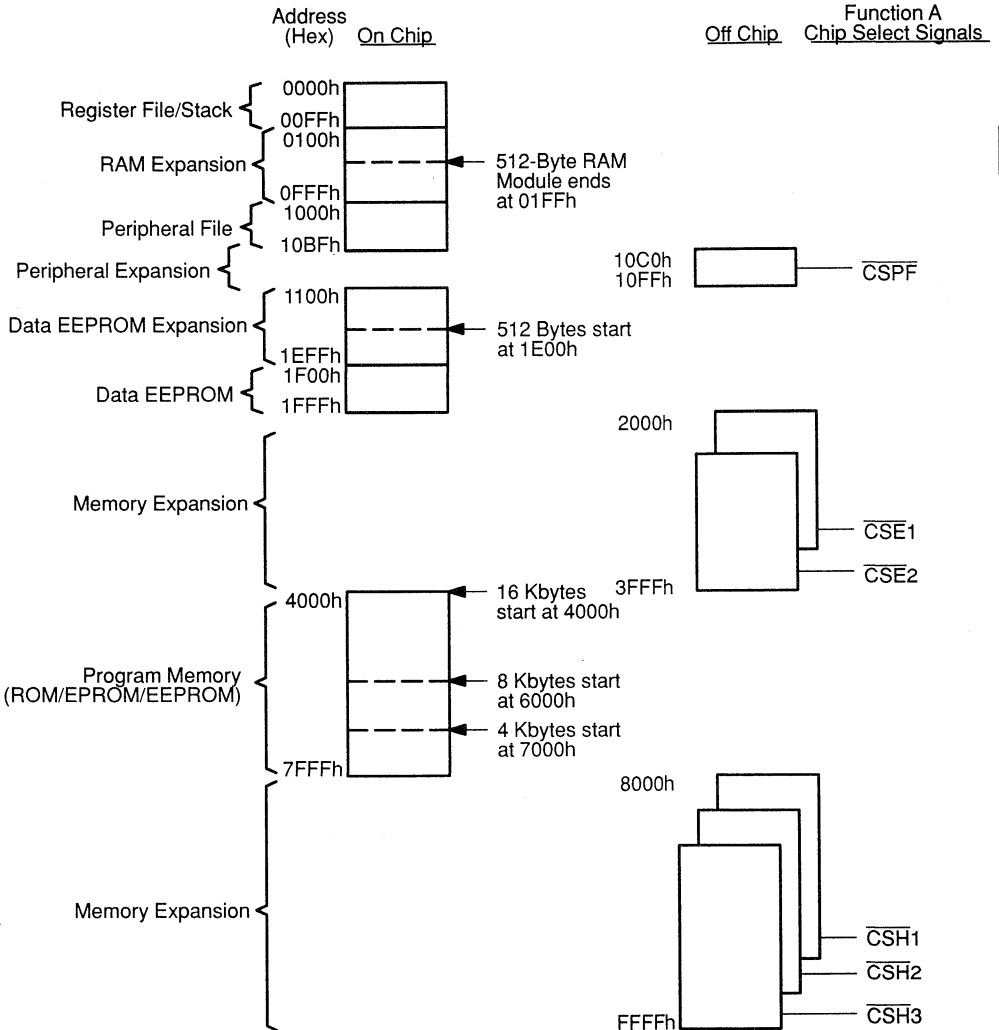 Address
(Hex)
On Chip
Off Chip
Function A
Chip Select Signals
0000h
Register File/Stack
00FFh
0100h
RAM Expansion
512-Byte RAM
Module ends
at 01FFh
0FFFh
1000h
Peripheral File
10BFh
Peripheral Expansion
10C0h
10FFh
CSPF
1100h
Data EEPROM Expansion
512 Bytes start
at 1E00h
1EFFh
1F00h
Data EEPROM
1FFFh
2000h
Memory Expansion
CSE1
CSE2
3FFFh
4000h
16 Kbytes
start at 4000h
Program Memory
(ROM/EPROM/EEPROM)
8 Kbytes start
at 6000h
4 Kbytes start
at 7000h
7FFFh
8000h
Memory Expansion
CSH1
CSH2
CSH3
FFFFh